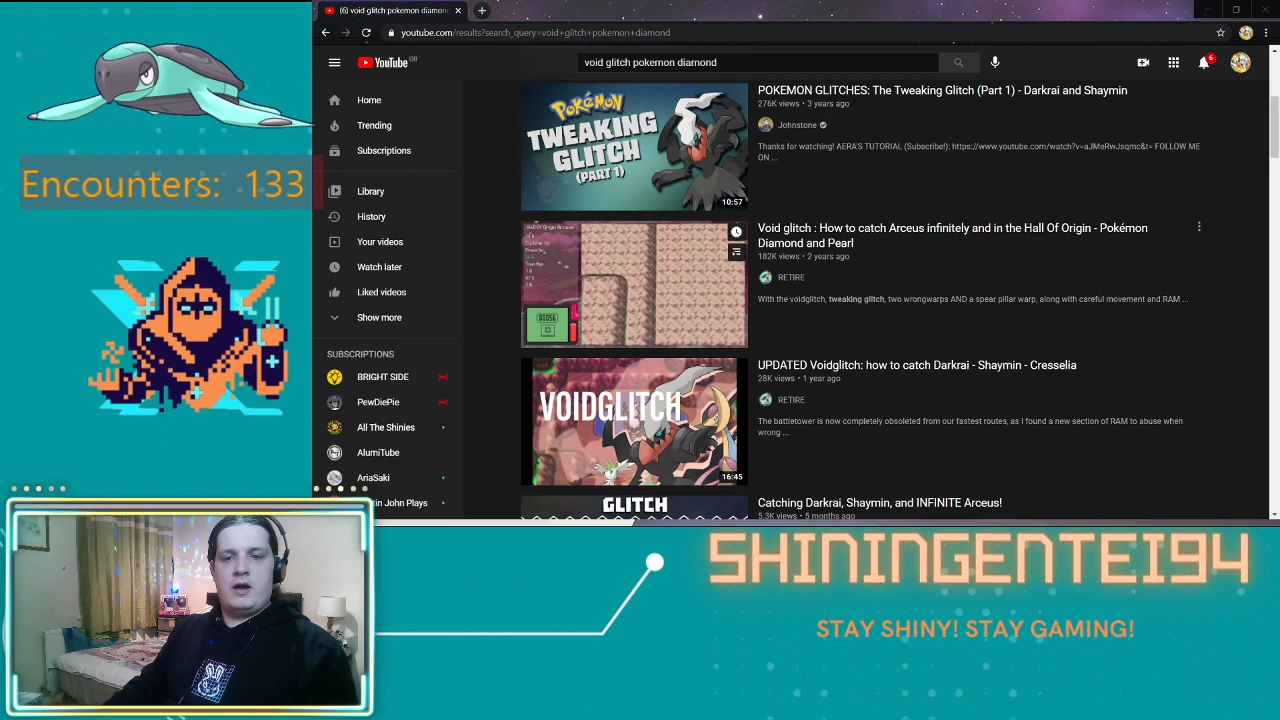 (6) void glitch pokemon diamond
youtube.com/results?search_query=void+glitch+pokemon+diamond
YouTube GB
void glitch pokemon diamond
6
Home
Trending
Subscriptions
Library
History
Your videos
Watch later
Liked videos
Show more
SUBSCRIPTIONS
BRIGHT SIDE
PewDiePie
All The Shinies
AlumiTube
AriaSaki
tin John Plays
Encounters: 133
POKéMON
TWEAKING
GLITCH
(PART 1)
10:57
POKEMON GLITCHES: The Tweaking Glitch (Part 1) - Darkrai and Shaymin
276K views • 3 years ago
Johnstone
Thanks for watching! AERA'S TUTORIAL (Subscribe!): https://www.youtube.com/watch?v=aJMeRwJsqmc&t= FOLLOW ME
ON ...
Void glitch : How to catch Arceus infinitely and in the Hall Of Origin - Pokémon
Diamond and Pearl
182K views • 2 years ago
RETIRE
With the voidglitch, tweaking glitch, two wrongwarps AND a spear pillar warp, along with careful movement and RAM ...
VOIDGLITCH
16:45
UPDATED Voidglitch: how to catch Darkrai - Shaymin - Cresselia
28K views • 1 year ago
RETIRE
The battletower is now completely obsoleted from our fastest routes, as I found a new section of RAM to abuse when
wrong ...
GLITCH
Catching Darkrai, Shaymin, and INFINITE Arceus!
5.3K views • 5 months ago
SHININGENTEI94
STAY SHINY! STAY GAMING!